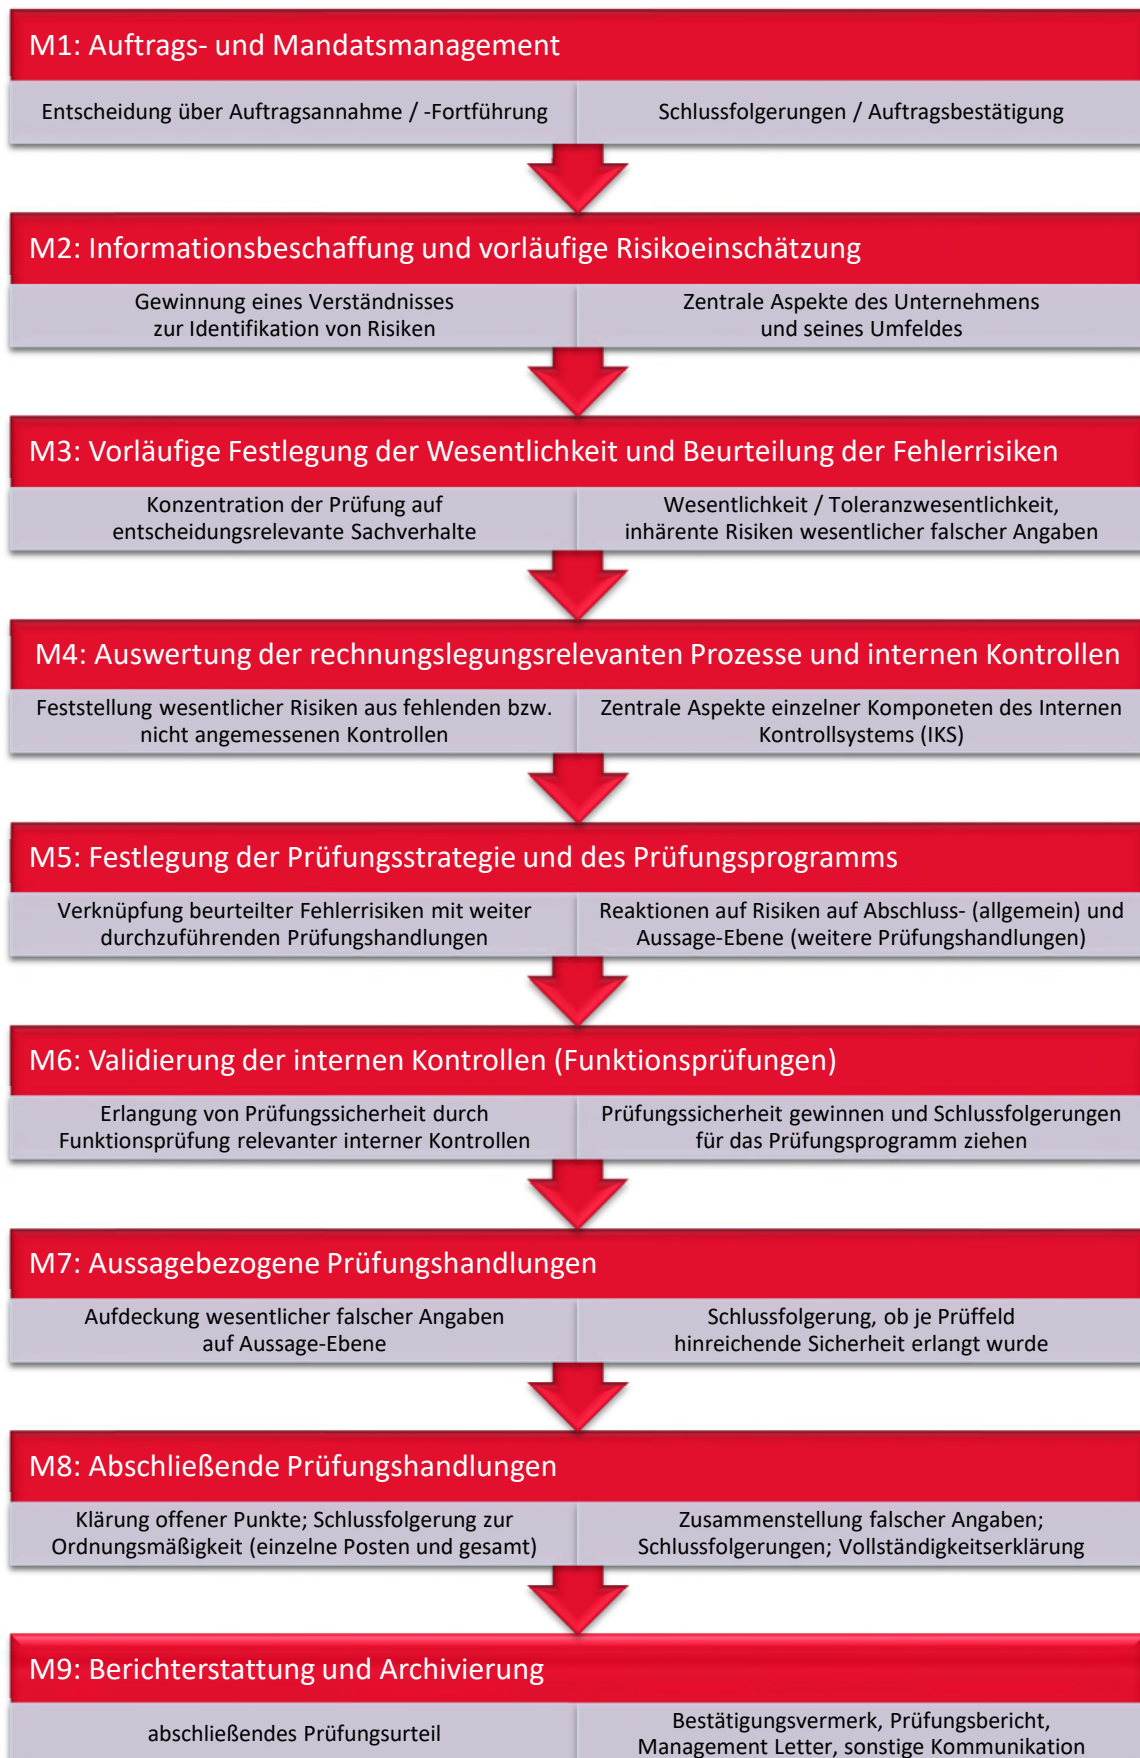 M1: Auftrags- und Mandatsmanagement
Entscheidung über Auftragsannahme / -Fortführung
Schlussfolgerungen / Auftragsbestätigung
M2: Informationsbeschaffung und vorläufige Risikoeinschätzung
Gewinnung eines Verständnisses
zur Identifikation von Risiken
Zentrale Aspekte des Unternehmens
und seines Umfeldes
M3: Vorläufige Festlegung der Wesentlichkeit und Beurteilung der Fehlerrisiken
Konzentration der Prüfung auf
entscheidungsrelevante Sachverhalte
Wesentlichkeit / Toleranzwesentlichkeit,
inhärente Risiken wesentlicher falscher Angaben
M4: Auswertung der rechnungslegungsrelevanten Prozesse und internen Kontrollen
Feststellung wesentlicher Risiken aus fehlenden bzw.
nicht angemessenen Kontrollen
Zentrale Aspekte einzelner Komponeten des Internen
Kontrollsystems (IKS)
M5: Festlegung der Prüfungsstrategie und des Prüfungsprogramms
Verknüpfung beurteilter Fehlerrisiken mit weiter
durchzuführenden Prüfungshandlungen
Reaktionen auf Risiken auf Abschluss- (allgemein) und
Aussage-Ebene (weitere Prüfungshandlungen)
M6: Validierung der internen Kontrollen (Funktionsprüfungen)
Erlangung von Prüfungssicherheit durch
Funktionsprüfung relevanter interner Kontrollen
Prüfungssicherheit gewinnen und Schlussfolgerungen
für das Prüfungsprogramm ziehen
M7: Aussagebezogene Prüfungshandlungen
Aufdeckung wesentlicher falscher Angaben
auf Aussage-Ebene
Schlussfolgerung, ob je Prüffeld
hinreichende Sicherheit erlangt wurde
M8: Abschließende Prüfungshandlungen
Klärung offener Punkte; Schlussfolgerung zur
Ordnungsmäßigkeit (einzelne Posten und gesamt)
Zusammenstellung falscher Angaben;
Schlussfolgerungen; Vollständigkeitserklärung
M9: Berichterstattung und Archivierung
abschließendes Prüfungsurteil
Bestätigungsvermerk, Prüfungsbericht,
Management Letter, sonstige Kommunikation